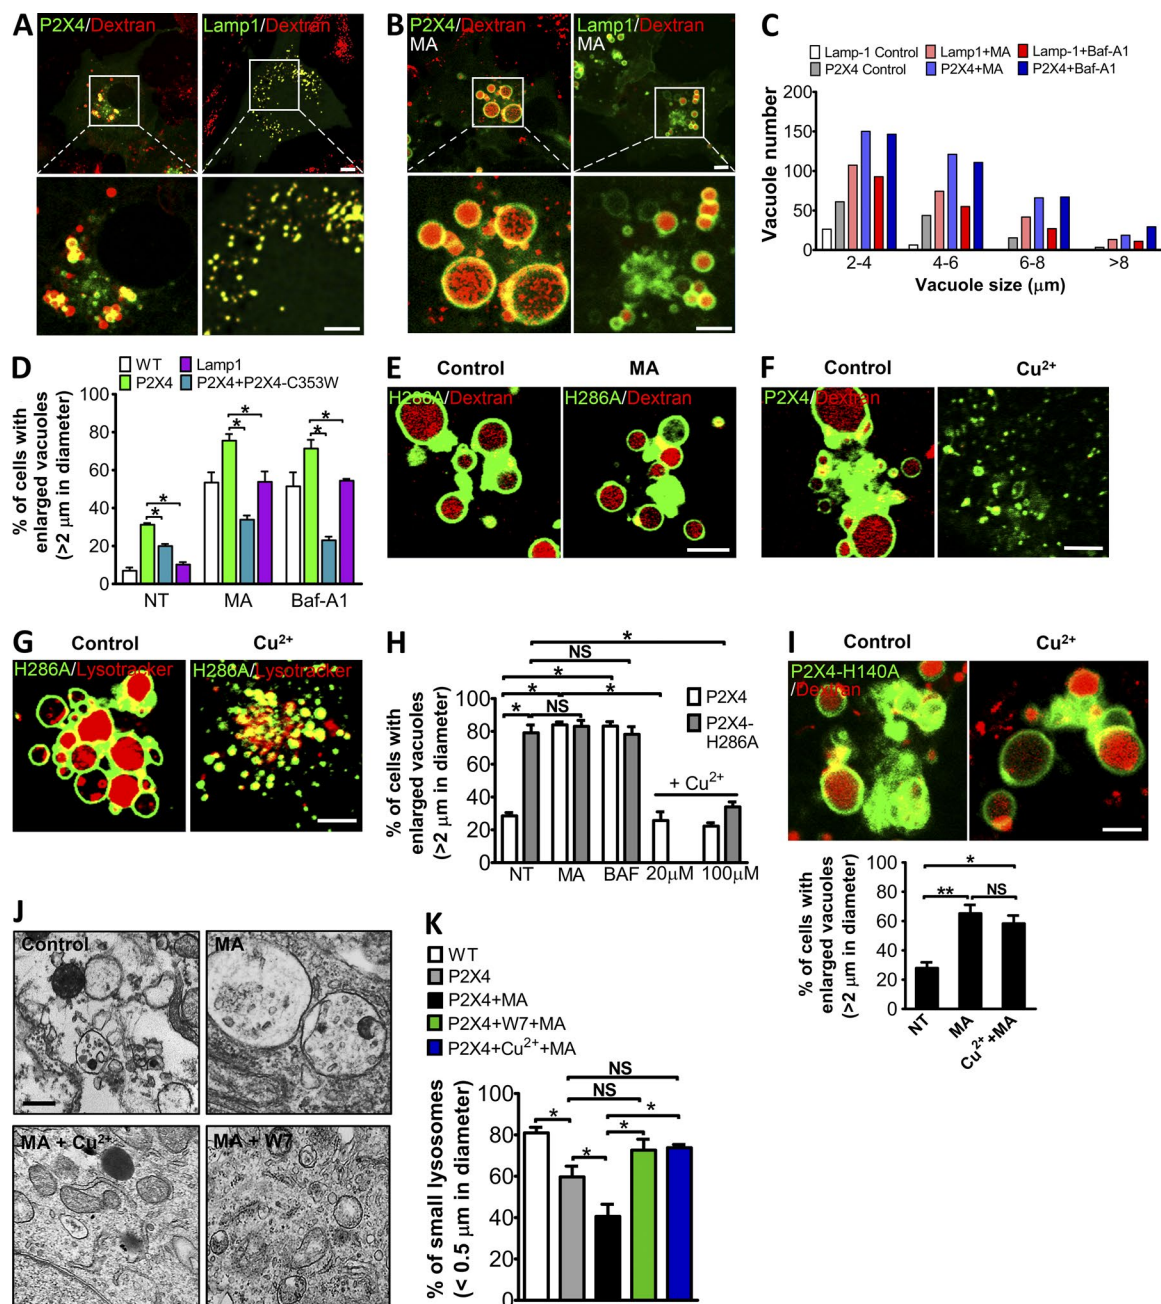 A
P2X4/Dextran
Lamp1/Dextran
B
P2X4/Dextran
MA
Lamp1/Dextran
MA
C
Lamp-1 Control
Lamp1+MA
Lamp-1+Baf-A1
P2X4 Control
P2X4+MA
P2X4+Baf-A1
Vacuole number
200
150
100
50
0
2-4
4-6
6-8
>8
Vacuole size (μm)
D
WT
Lamp1
P2X4
P2X4+P2X4-C353W
% of cells with
enlarged vacuoles
(>2 μm in diameter)
100
80
60
40
20
0
*
*
*
*
*
*
NT
MA
Baf-A1
E
Control
MA
H286A/Dextran
H286A/Dextran
F
Control
Cu²⁺
P2X4/Dextran
G
Control
Cu²⁺
H286A/Lysotracker
H286A/Lysotracker
H
*
NS
*
* * NS *
P2X4
P2X4-
H286A
% of cells with
enlarged vacuoles
(>2 μm in diameter)
100
80
60
40
20
0
+ Cu²⁺
NT
MA
BAF
20μM
100μM
I
Control
Cu²⁺
P2X4-H140A
/Dextran
% of cells with
enlarged vacuoles
(>2 μm in diameter)
100
80
60
40
20
0
*
**
NS
NT
MA
Cu²⁺+MA
J
Control
MA
MA + Cu²⁺
MA + W7
K
WT
P2X4
P2X4+MA
P2X4+W7+MA
P2X4+Cu²⁺+MA
% of small lysosomes
(< 0.5 μm in diameter)
100
80
60
40
20
0
NS
NS
*
*
*
*